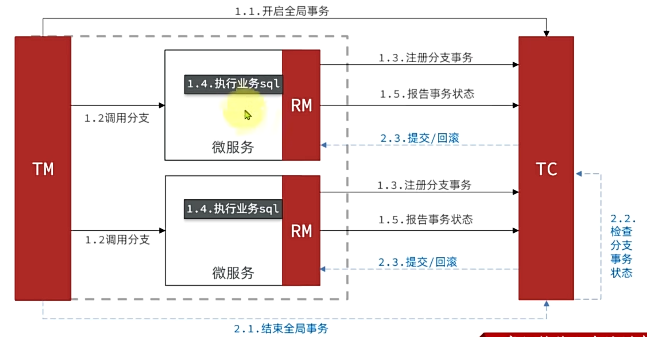 1.1.开启全局事务
TM
1.2调用分支
1.4.执行业务sql
RM
微服务
1.3.注册分支事务
1.5.报告事务状态
2.3.提交/回滚
TC
1.2调用分支
1.4.执行业务sql
RM
微服务
1.3.注册分支事务
1.5.报告事务状态
2.3.提交/回滚
2.2.
检查
分支
事务
状态
2.1.结束全局事务